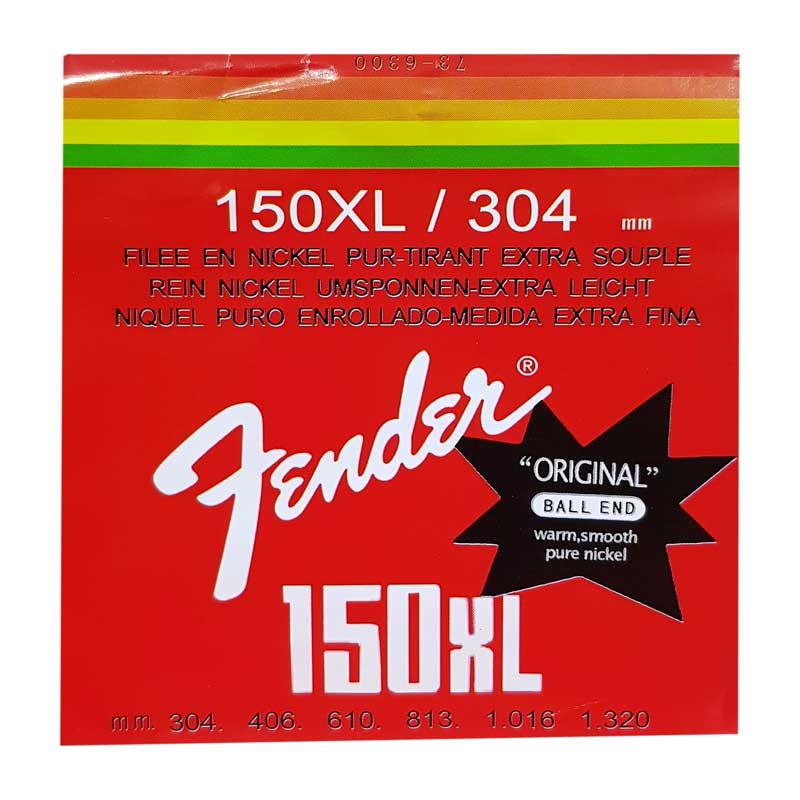 73-6300
150XL / 304 mm
FILEE EN NICKEL PUR-TIRANT EXTRA SOUPLE
REIN NICKEL UMSPONNEN-EXTRA LEICHT
NIQUEL PURO ENROLLADO-MEDIDA EXTRA FINA
Fender®
"ORIGINAL"
BALL END
warm,smooth
pure nickel
150XL
mm. 304. 406. 610. 813. 1.016 1.320